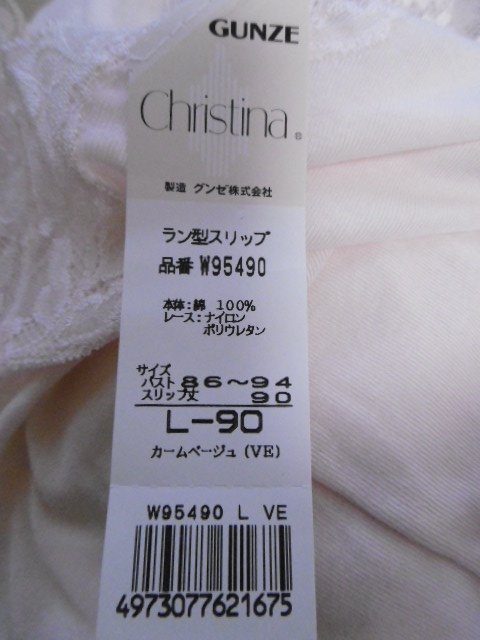 GUNZE
Christina®
製造 グンゼ株式会社
ラン型スリップ
品番 W95490
本体:綿 100%
レース:ナイロン
ポリウレタン
サイズ
バスト 86～94
スリップ丈 90
L-90
カームベージュ(VE)
W95490 L VE
4973077621675